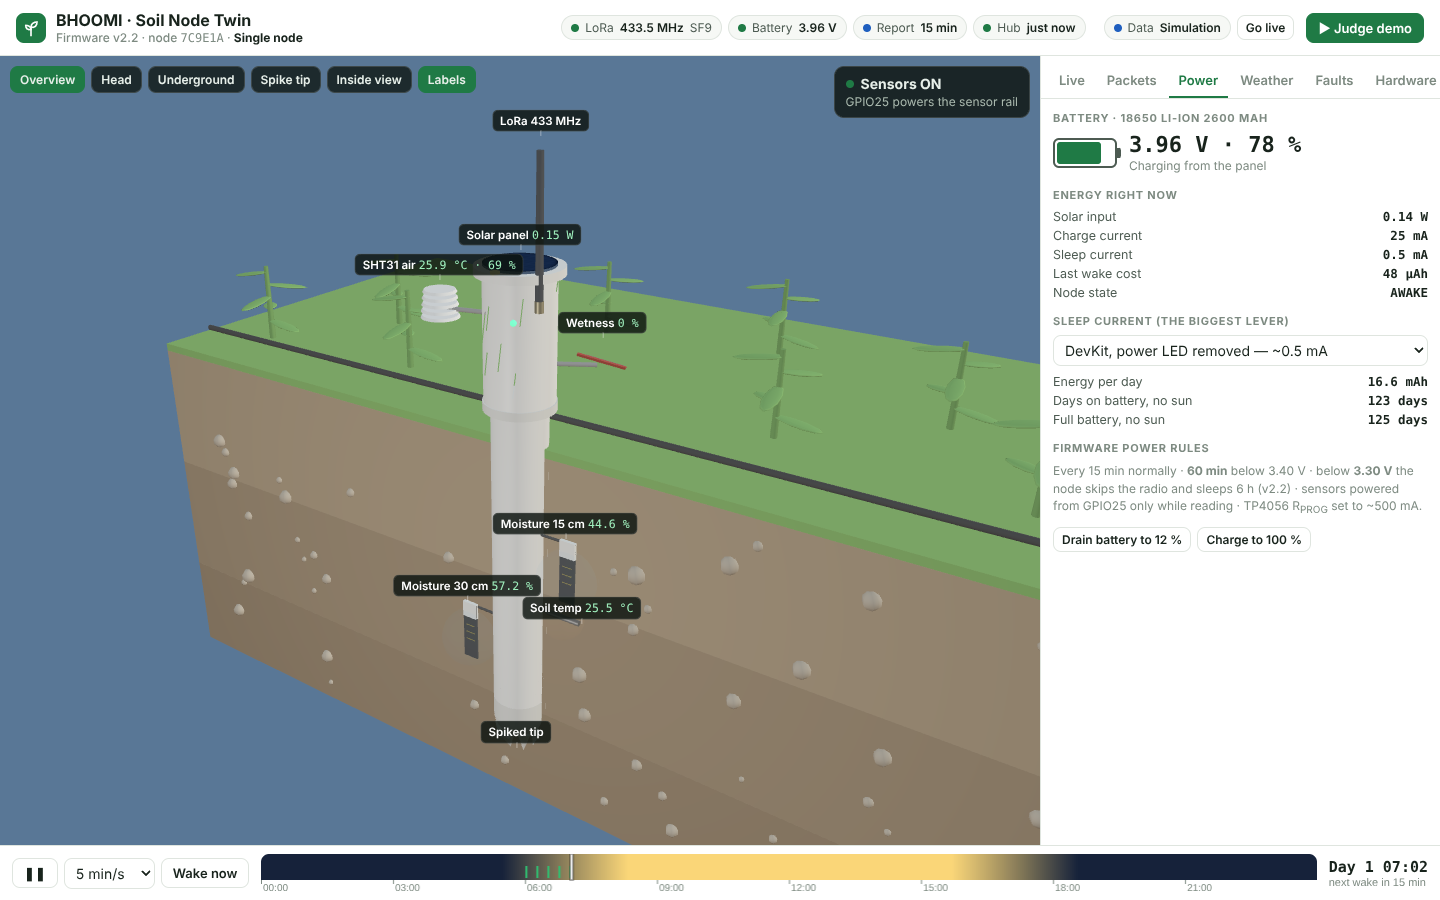 BHOOMI · Soil Node Twin
Firmware v2.2 · node 7C9E1A · Single node
LoRa 433.5 MHz SF9
Battery 3.96 V
Report 15 min
Hub just now
Data Simulation
Go live
▶ Judge demo
Overview
Head
Underground
Spike tip
Inside view
Labels
Sensors ON
GPIO25 powers the sensor rail
LoRa 433 MHz
Solar panel 0.15 W
SHT31 air 25.9 °C · 69 %
Wetness 0 %
Moisture 15 cm 44.6 %
Moisture 30 cm 57.2 %
Soil temp 25.5 °C
Spiked tip
Live
Packets
Power
Weather
Faults
Hardware
BATTERY · 18650 LI-ION 2600 MAH
3.96 V · 78 %
Charging from the panel
ENERGY RIGHT NOW
Solar input 0.14 W
Charge current 25 mA
Sleep current 0.5 mA
Last wake cost 48 µAh
Node state AWAKE
SLEEP CURRENT (THE BIGGEST LEVER)
DevKit, power LED removed — ~0.5 mA
Energy per day 16.6 mAh
Days on battery, no sun 123 days
Full battery, no sun 125 days
FIRMWARE POWER RULES
Every 15 min normally · 60 min below 3.40 V · below 3.30 V the
node skips the radio and sleeps 6 h (v2.2) · sensors powered
from GPIO25 only while reading · TP4056 RPROG set to ~500 mA.
Drain battery to 12 %
Charge to 100 %
5 min/s
Wake now
00:00
03:00
06:00
09:00
12:00
15:00
18:00
21:00
Day 1 07:02
next wake in 15 min